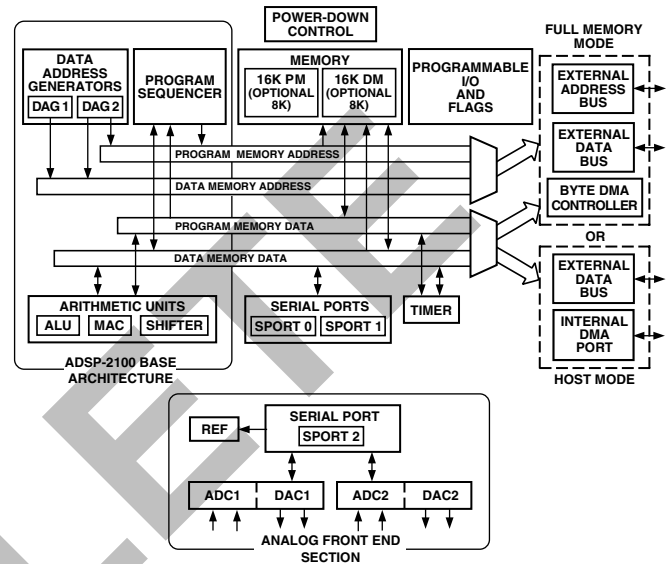 POWER-DOWN
CONTROL
FULL MEMORY
MODE
DATA
ADDRESS
GENERATORS
DAG 1 DAG 2
PROGRAM
SEQUENCER
MEMORY
16K PM
(OPTIONAL
8K)
16K DM
(OPTIONAL
8K)
PROGRAMMABLE
I/O
AND
FLAGS
EXTERNAL
ADDRESS
BUS
EXTERNAL
DATA
BUS
BYTE DMA
CONTROLLER
OR
EXTERNAL
DATA
BUS
INTERNAL
DMA
PORT
HOST MODE
PROGRAM MEMORY ADDRESS
DATA MEMORY ADDRESS
PROGRAM MEMORY DATA
DATA MEMORY DATA
ARITHMETIC UNITS
ALU MAC SHIFTER
SERIAL PORTS
SPORT 0 SPORT 1
TIMER
ADSP-2100 BASE
ARCHITECTURE
REF
SERIAL PORT
SPORT 2
ADC1 DAC1 ADC2 DAC2
ANALOG FRONT END
SECTION
LETE